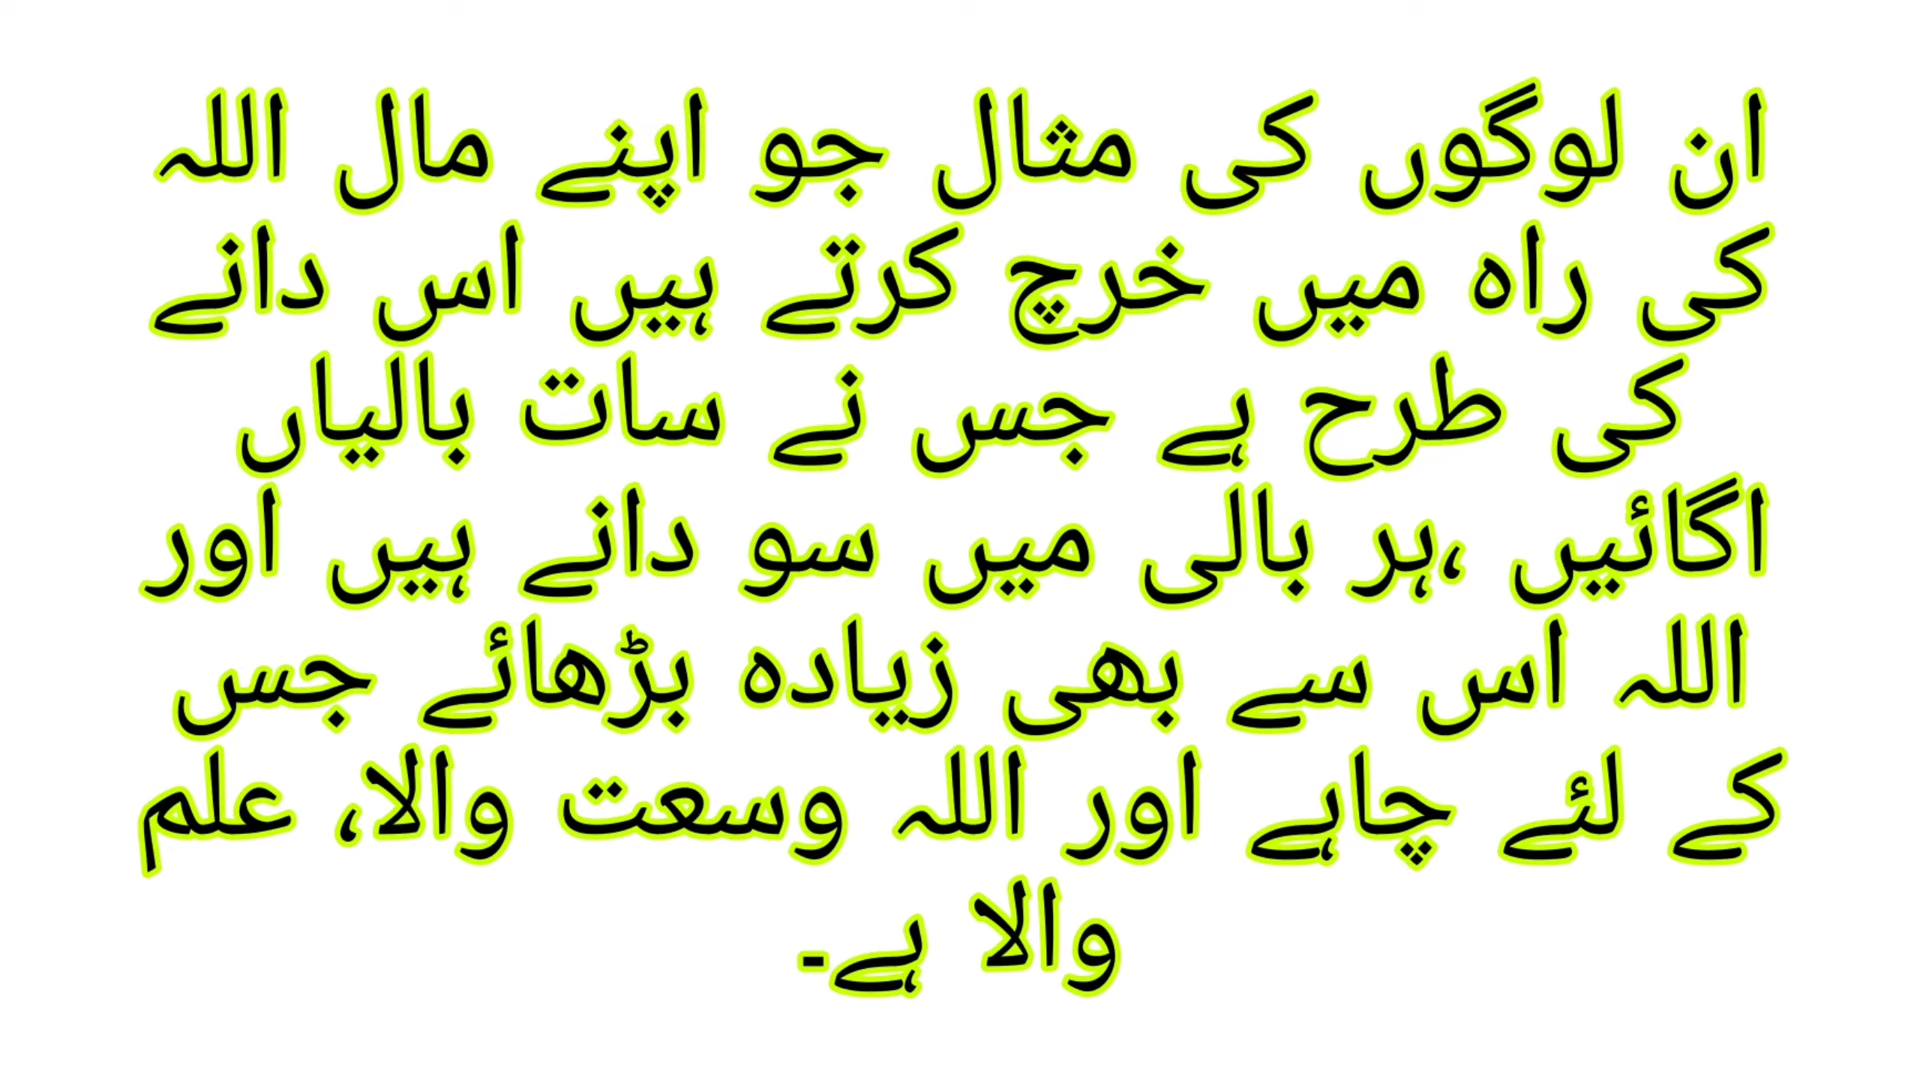 ان لوگوں کی مثال جو اپنے مال اللہ
کی راہ میں خرچ کرتے ہیں اس دانے
کی طرح ہے جس نے سات بالیاں
اگائیں ،ہر بالی میں سو دانے ہیں اور
اللہ اس سے بھی زیادہ بڑھائے جس
کے لئے چاہے اور اللہ وسعت والا، علم
والا ہے۔